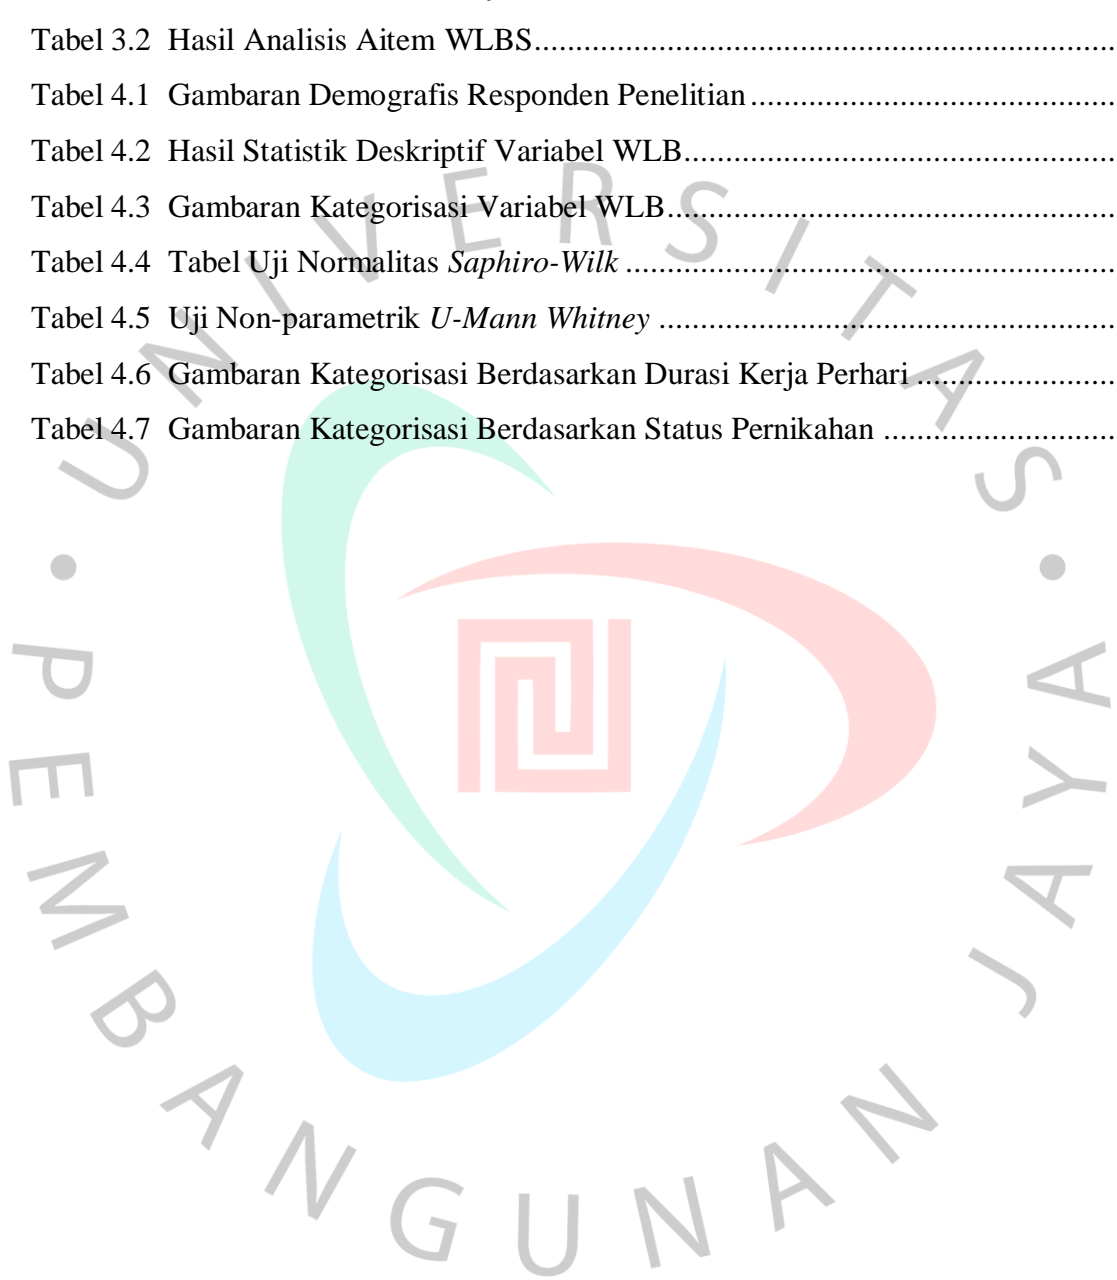 Tabel 3.2 Hasil Analisis Aitem WLBS......................................................................
Tabel 4.1 Gambaran Demografis Responden Penelitian............................................
Tabel 4.2 Hasil Statistik Deskriptif Variabel WLB....................................................
Tabel 4.3 Gambaran Kategorisasi Variabel WLB......................................................
Tabel 4.4 Tabel Uji Normalitas Saphiro-Wilk...........................................................
Tabel 4.5 Uji Non-parametrik U-Mann Whitney.......................................................
Tabel 4.6 Gambaran Kategorisasi Berdasarkan Durasi Kerja Perhari........................
Tabel 4.7 Gambaran Kategorisasi Berdasarkan Status Pernikahan............................
UNIVERSITAS • PEMBANGUNAN JAYA •